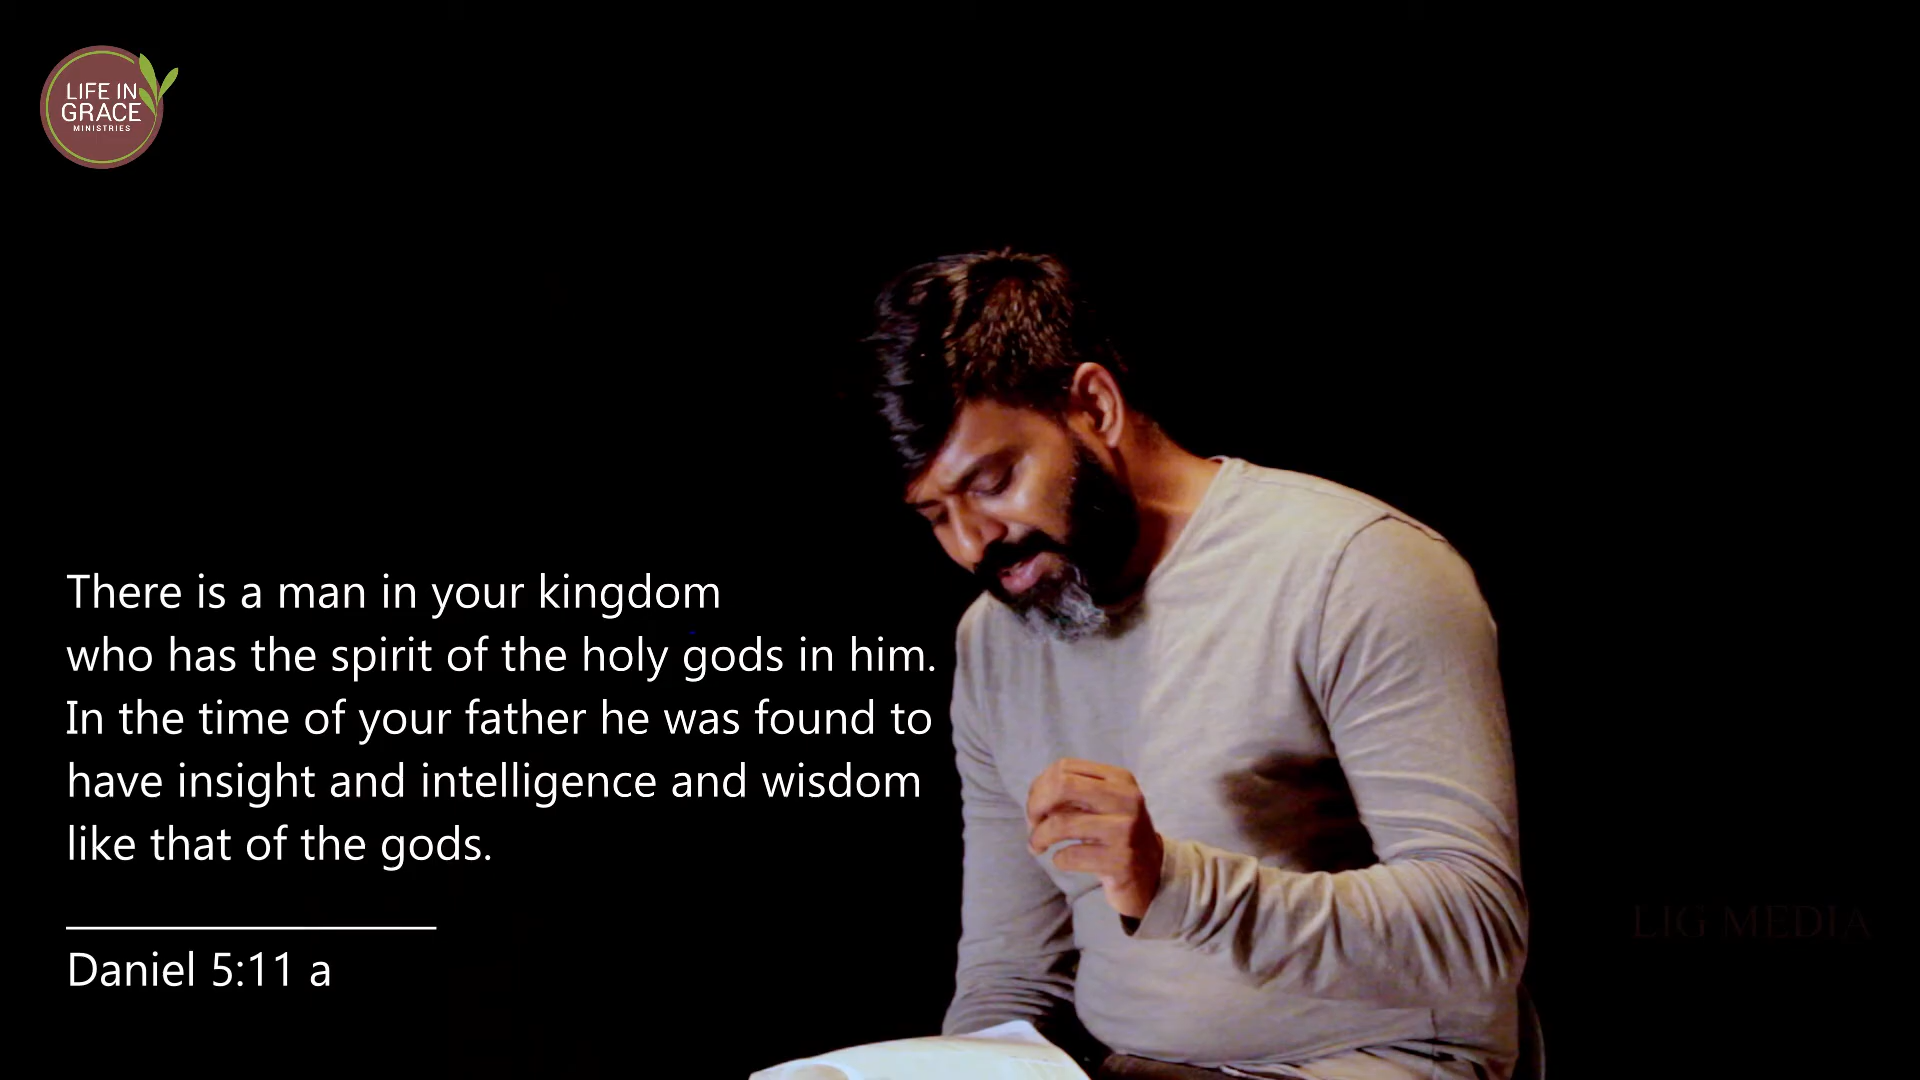 LIFE IN
GRACE
MINISTRIES
There is a man in your kingdom
who has the spirit of the holy gods in him.
In the time of your father he was found to
have insight and intelligence and wisdom
like that of the gods.
Daniel 5:11 a
LIG MEDIA